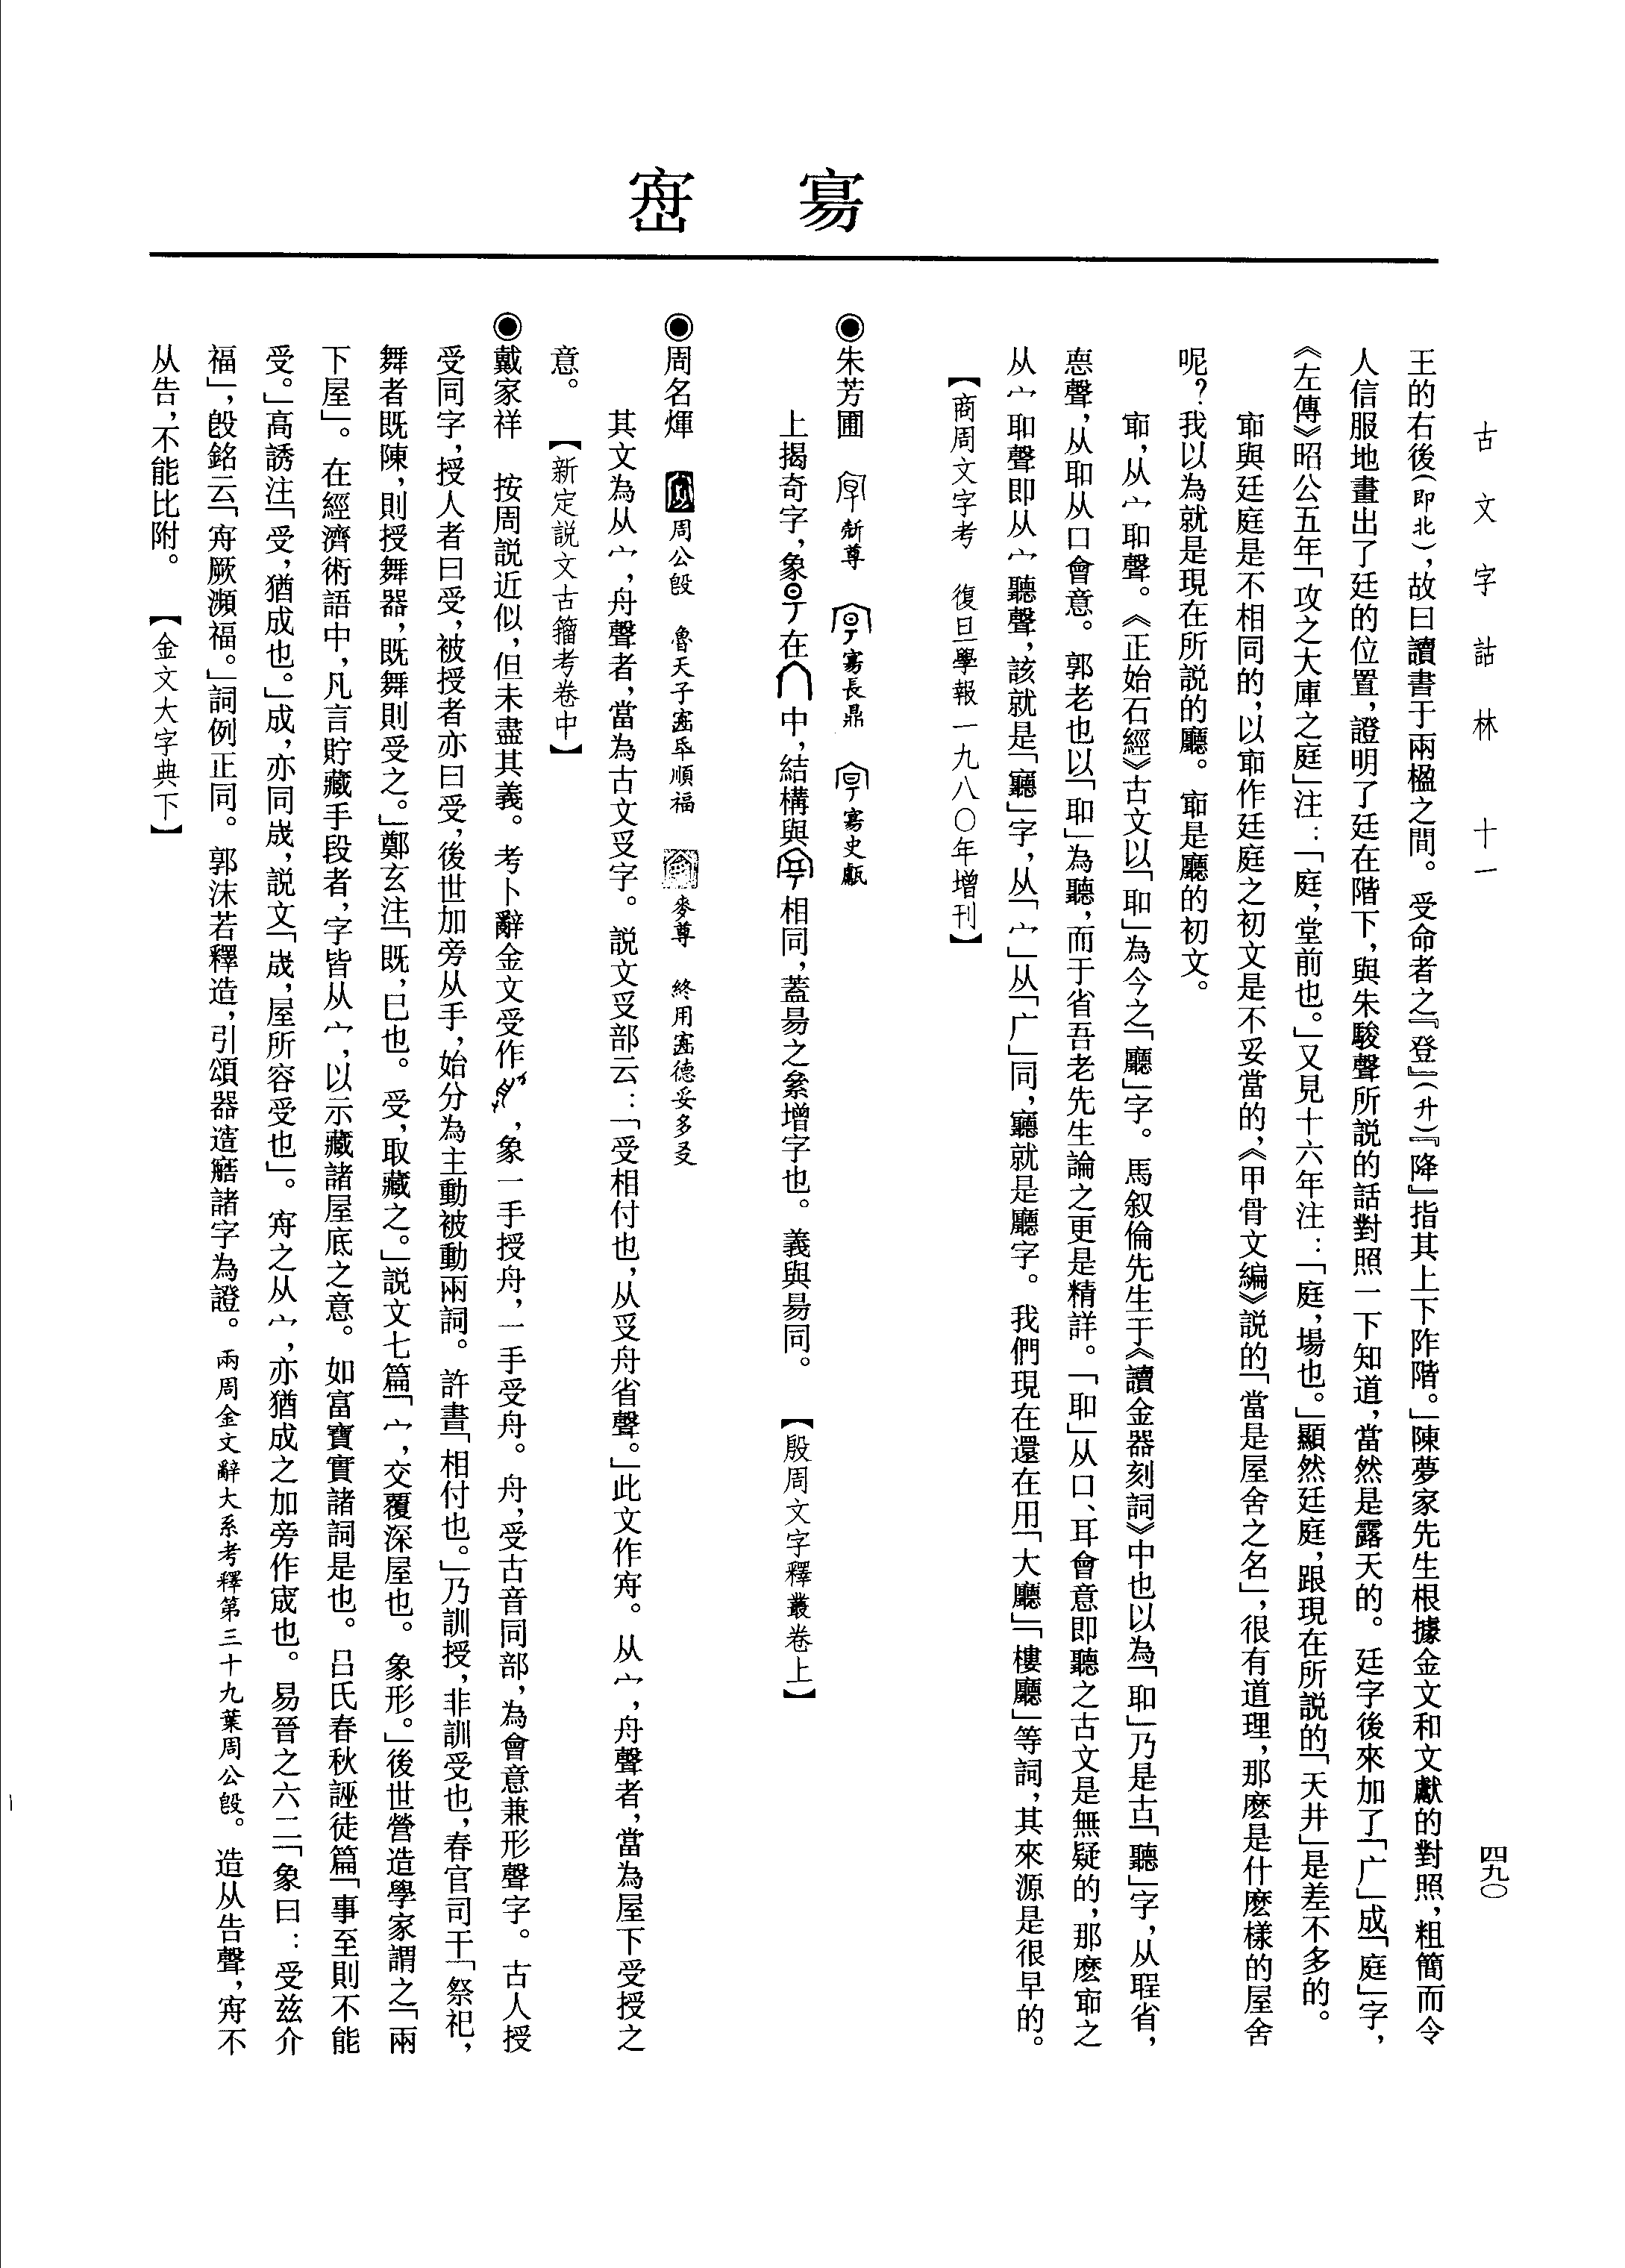 古文字詁林　十一
四九〇
王的右後（即北），故曰讀書于兩楹之間。受命者之『登』（升）『降』指其上下阼階。」陳夢家先生根據金文和文獻的對照，粗簡而令
人信服地畫出了廷的位置，證明了廷在階下，與朱駿聲所説的話對照一下知道，當然是露天的。廷字後來加了「广」成「庭」字，
《左傳》昭公五年「攻之大庫之庭」注：「庭，堂前也。」又見十六年注：「庭，場也。」顯然廷庭，跟現在所説的「天井」是差不多的。
𡧊與廷庭是不相同的，以𡧊作廷庭之初文是不妥當的，《甲骨文編》説的「當是屋舍之名」，很有道理，那麽是什麽樣的屋舍
呢？我以為就是現在所説的廳。𡧊是廳的初文。
𡧊，从宀耶聲。《正始石經》古文以「耶」為今之「廳」字。馬叙倫先生于《讀金器刻詞》中也以為「耶」乃是古「聽」字，从聖省，
惪聲，从耶从口會意。郭老也以「耶」為聽，而于省吾老先生論之更是精詳。「耶」从口、耳會意即聽之古文是無疑的，那麽𡧊之
从宀耶聲即从宀聽聲，該就是「廳」字，从「宀」从「广」同，廳就是廳字。我們現在還在用「大廳」「樓廳」等詞，其來源是很早的。
【商周文字考　復旦學報一九八〇年增刊】
寪
◉朱芳圃　尊　寪長鼎　寪史甗
上揭奇字，象在中，結構與相同，蓋昜之絫增字也。義與昜同。　【殷周文字釋叢卷上】
◉周名煇　周公𣪘　魯天子㝛㽙順福　麥尊　終用㝛德妥多友
其文為从宀，舟聲者，當為古文𠬪字。説文𠬪部云：「受相付也，从𠬪舟省聲。」此文作㝛。从宀，舟聲者，當為屋下受授之
意。　【新定説文古籀考卷中】
◉戴家祥　按周説近似，但未盡其義。考卜辭金文受作，象一手授舟，一手受舟。舟，受古音同部，為會意兼形聲字。古人授
受同字，授人者曰受，被授者亦曰受，後世加旁从手，始分為主動被動兩詞。許書「相付也。」乃訓授，非訓受也，春官司干「祭祀，
舞者既陳，則授舞器，既舞則受之。」鄭玄注「既，已也。受，取藏之。」説文七篇「宀，交覆深屋也。象形。」後世營造學家謂之「兩
下屋」。在經濟術語中，凡言貯藏手段者，字皆从宀，以示藏諸屋底之意。如富寶實諸詞是也。吕氏春秋誣徒篇「事至則不能
受。」高誘注「受，猶成也。」成，亦同宬，説文「宬，屋所容受也」。㝛之从宀，亦猶成之加旁作宬也。易晉之六二「象曰：受兹介
福」，𣪘銘云「㝛厥瀕福。」詞例正同。郭沫若釋造，引頌器造𥨪諸字為證。兩周金文辭大系考釋第三十九葉周公𣪘。造从告聲，㝛不
从告，不能比附。　【金文大字典下】